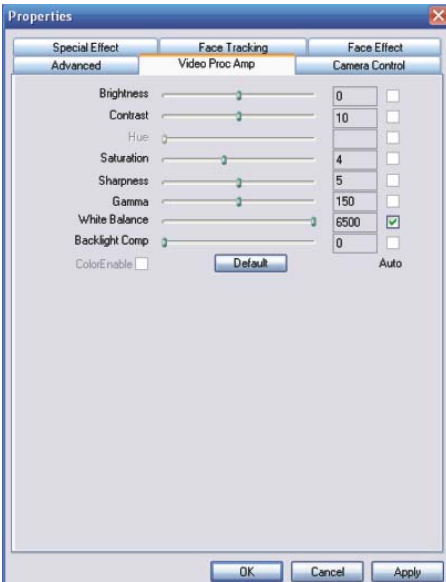 Properties
Special Effect Face Tracking Face Effect
Advanced Video Proc Amp Camera Control
Brightness 0
Contrast 10
Hue
Saturation 4
Sharpness 5
Gamma 150
White Balance 6500
Backlight Comp 0
ColorEnable Default Auto
OK Cancel Apply